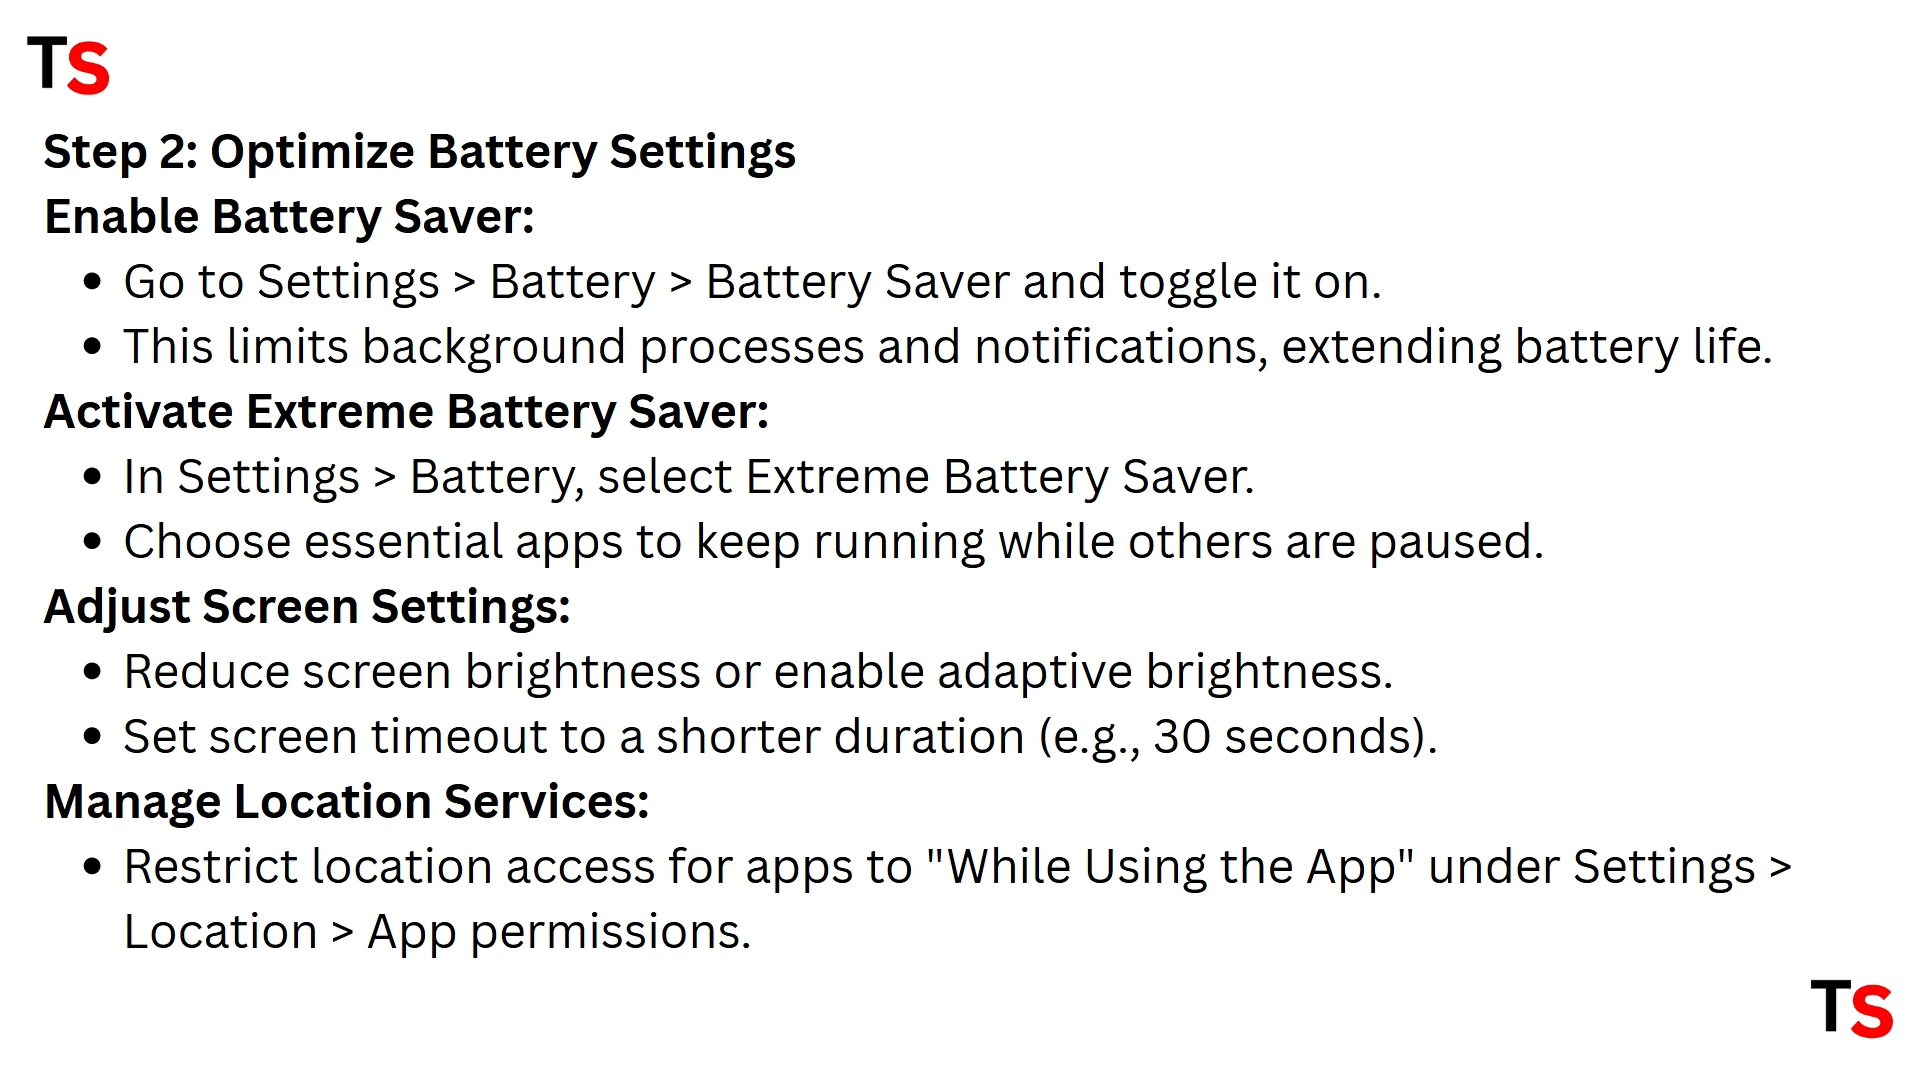 TS
Step 2: Optimize Battery Settings
Enable Battery Saver:
• Go to Settings > Battery > Battery Saver and toggle it on.
• This limits background processes and notifications, extending battery life.
Activate Extreme Battery Saver:
• In Settings > Battery, select Extreme Battery Saver.
• Choose essential apps to keep running while others are paused.
Adjust Screen Settings:
• Reduce screen brightness or enable adaptive brightness.
• Set screen timeout to a shorter duration (e.g., 30 seconds).
Manage Location Services:
• Restrict location access for apps to "While Using the App" under Settings >
Location > App permissions.
TS